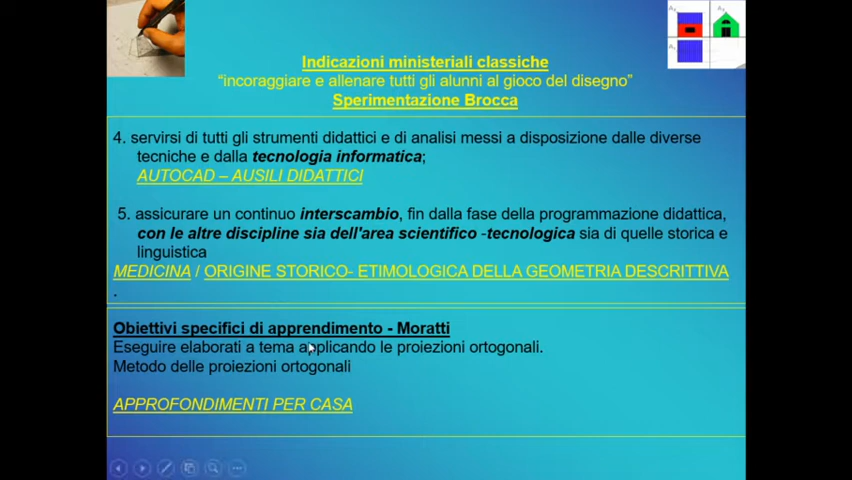 Indicazioni ministeriali classiche
“incoraggiare e allenare tutti gli alunni al gioco del disegno”
Sperimentazione Brocca
4. servirsi di tutti gli strumenti didattici e di analisi messi a disposizione dalle diverse
tecniche e dalla tecnologia informatica;
AUTOCAD – AUSILI DIDATTICI
5. assicurare un continuo interscambio, fin dalla fase della programmazione didattica,
con le altre discipline sia dell'area scientifico -tecnologica sia di quelle storica e
linguistica
MEDICINA / ORIGINE STORICO- ETIMOLOGICA DELLA GEOMETRIA DESCRITTIVA
.
Obiettivi specifici di apprendimento - Moratti
Eseguire elaborati a tema applicando le proiezioni ortogonali.
Metodo delle proiezioni ortogonali
APPROFONDIMENTI PER CASA